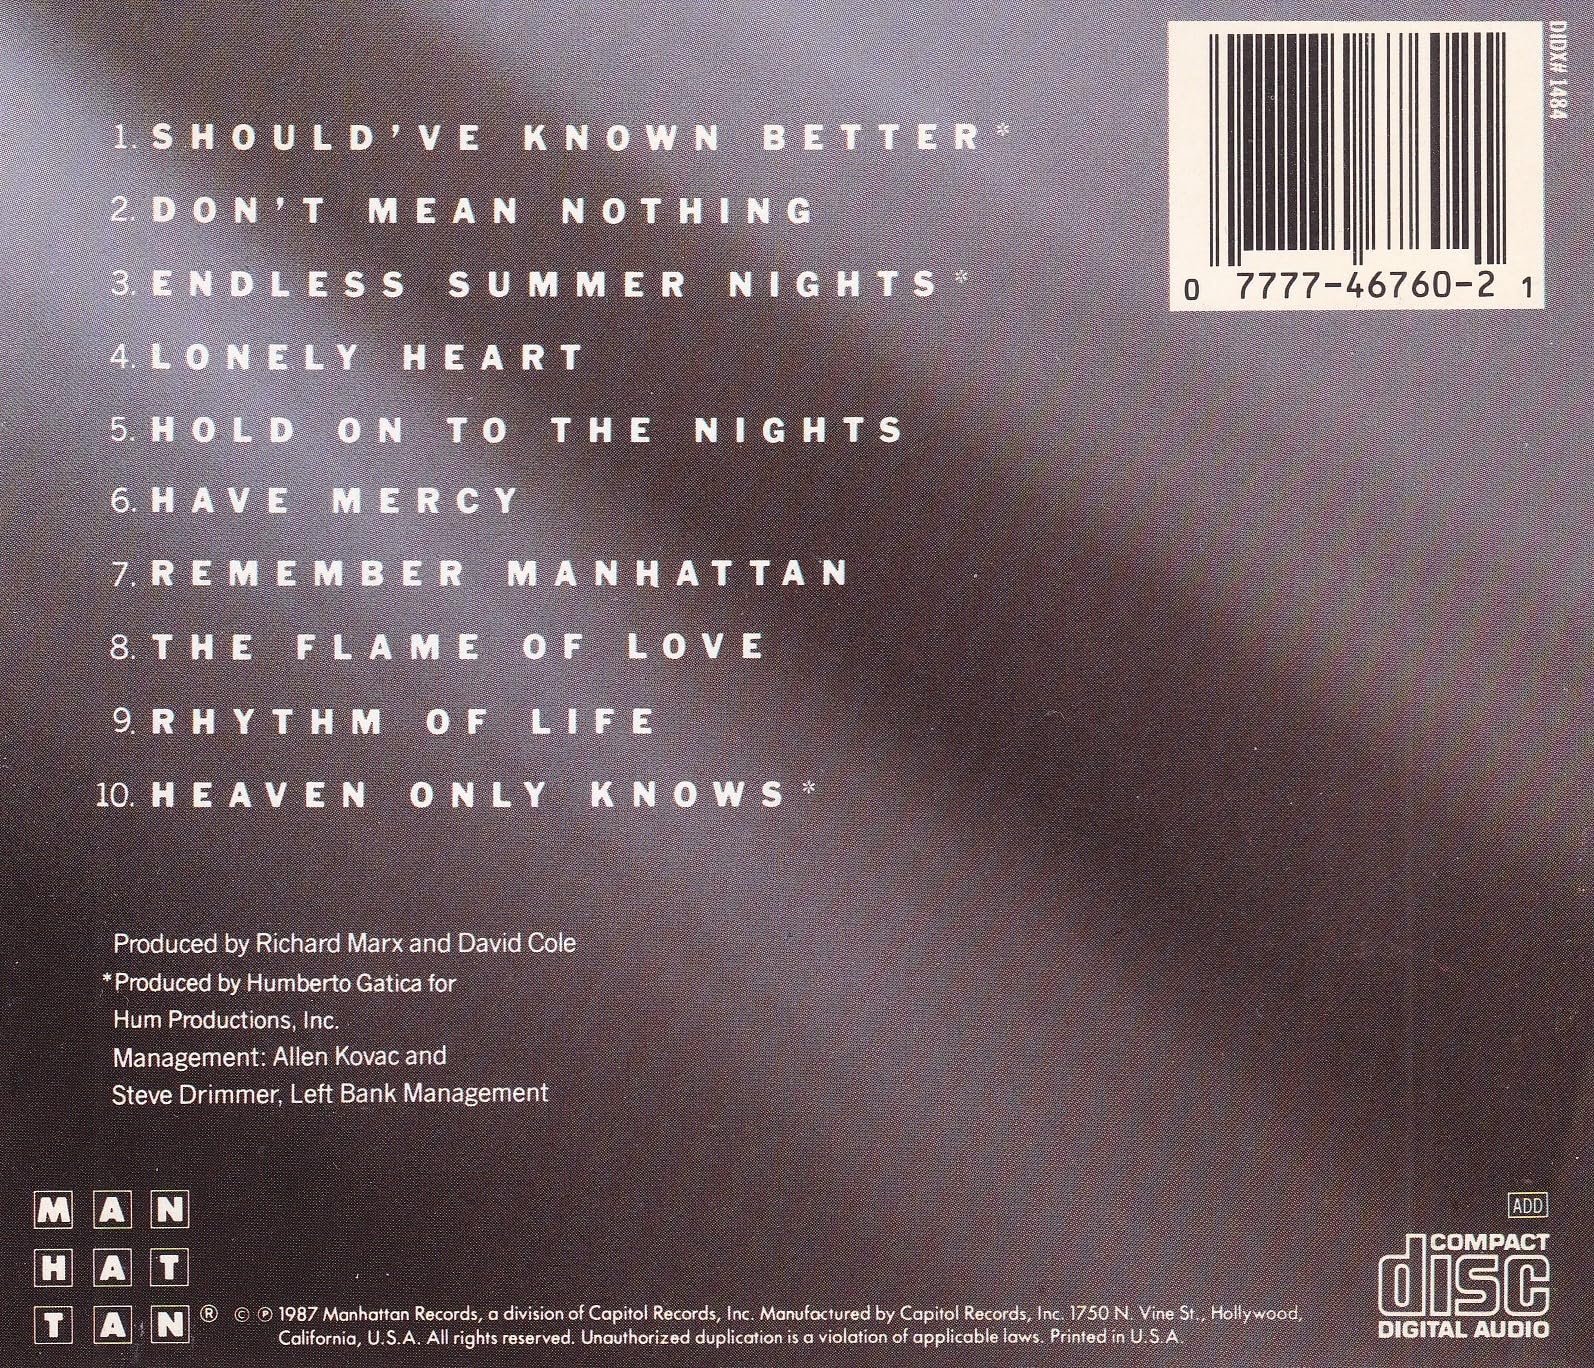 DIDX# 1484
1. SHOULD'VE KNOWN BETTER*
2. DON'T MEAN NOTHING
3. ENDLESS SUMMER NIGHTS*
4. LONELY HEART
5. HOLD ON TO THE NIGHTS
6. HAVE MERCY
7. REMEMBER MANHATTAN
8. THE FLAME OF LOVE
9. RHYTHM OF LIFE
10. HEAVEN ONLY KNOWS*
0 7777-46760-2 1
Produced by Richard Marx and David Cole
*Produced by Humberto Gatica for
Hum Productions, Inc.
Management: Allen Kovac and
Steve Drimmer, Left Bank Management
MAN
HAT
TAN®
© ℗ 1987 Manhattan Records, a division of Capitol Records, Inc. Manufactured by Capitol Records, Inc. 1750 N. Vine St., Hollywood,
California, U.S.A. All rights reserved. Unauthorized duplication is a violation of applicable laws. Printed in U.S.A.
ADD
COMPACT
disc
DIGITAL AUDIO